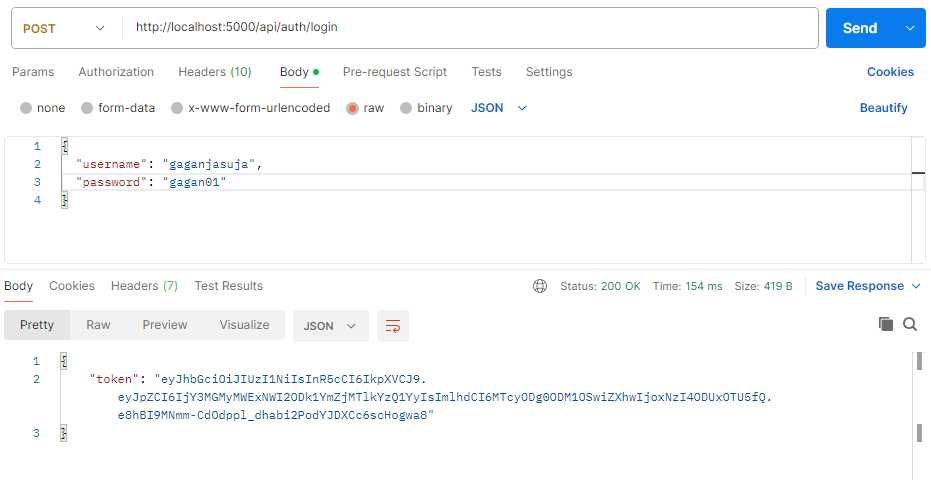 POST http://localhost:5000/api/auth/login Send
Params Authorization Headers (10) Body Pre-request Script Tests Settings Cookies
none form-data x-www-form-urlencoded raw binary JSON Beautify
1 {
2 "username": "gaganjasuja",
3 "password": "gagan01"
4 }
Body Cookies Headers (7) Test Results Status: 200 OK Time: 154 ms Size: 419 B Save Response
Pretty Raw Preview Visualize JSON
1 {
2 "token": "eyJhbGciOiJIUzI1NiIsInR5cCI6IkpXVCJ9.
eyJpZCI6IjY3MGMyMWExNWI2ODk1YmZjMTlkYzQ1YyIsImlhdCI6MTcyODg0ODM1OSwiZXhwIjoxNzI4ODUxOTU5fQ.
e8hBI9MNmm-CdOdppl_dhabi2PodYJDXCc6scHogwa8"
3 }